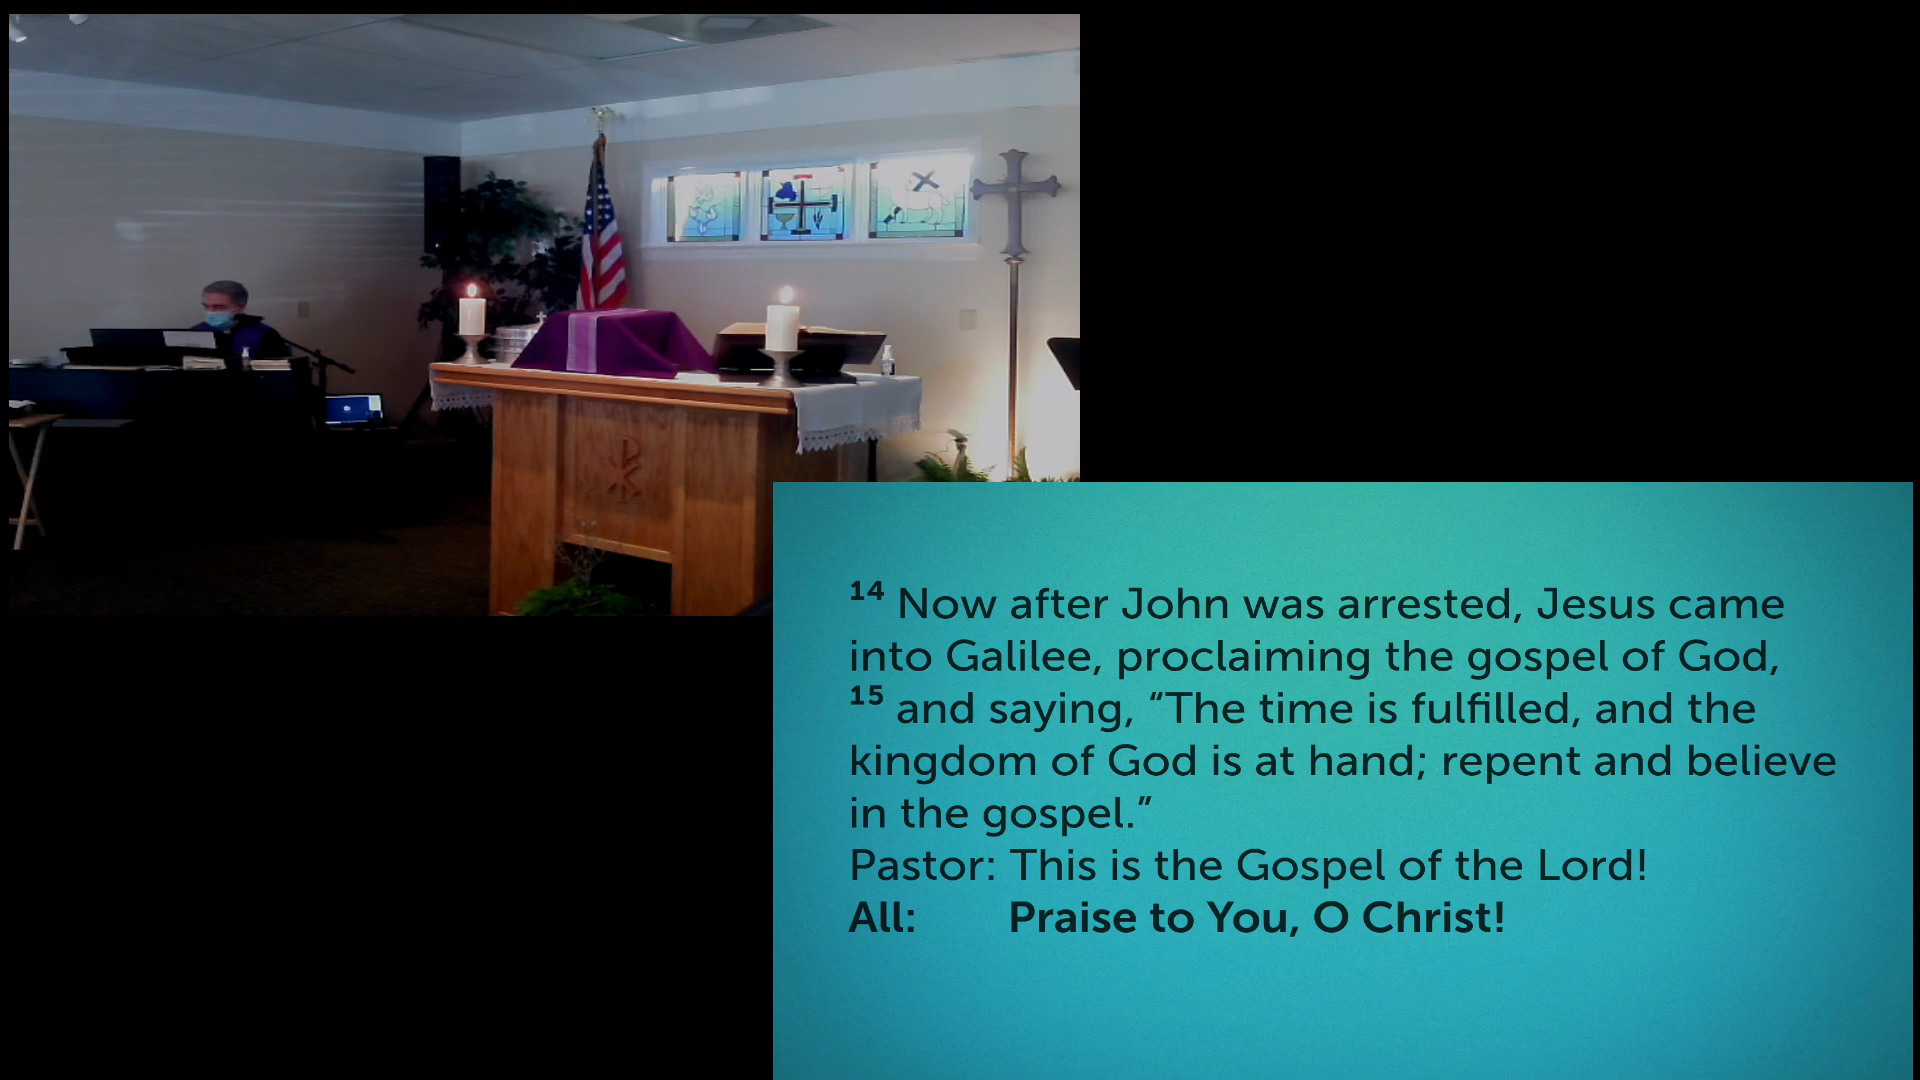 ¹⁴ Now after John was arrested, Jesus came
into Galilee, proclaiming the gospel of God,
¹⁵ and saying, “The time is fulfilled, and the
kingdom of God is at hand; repent and believe
in the gospel.”
Pastor: This is the Gospel of the Lord!
All: Praise to You, O Christ!